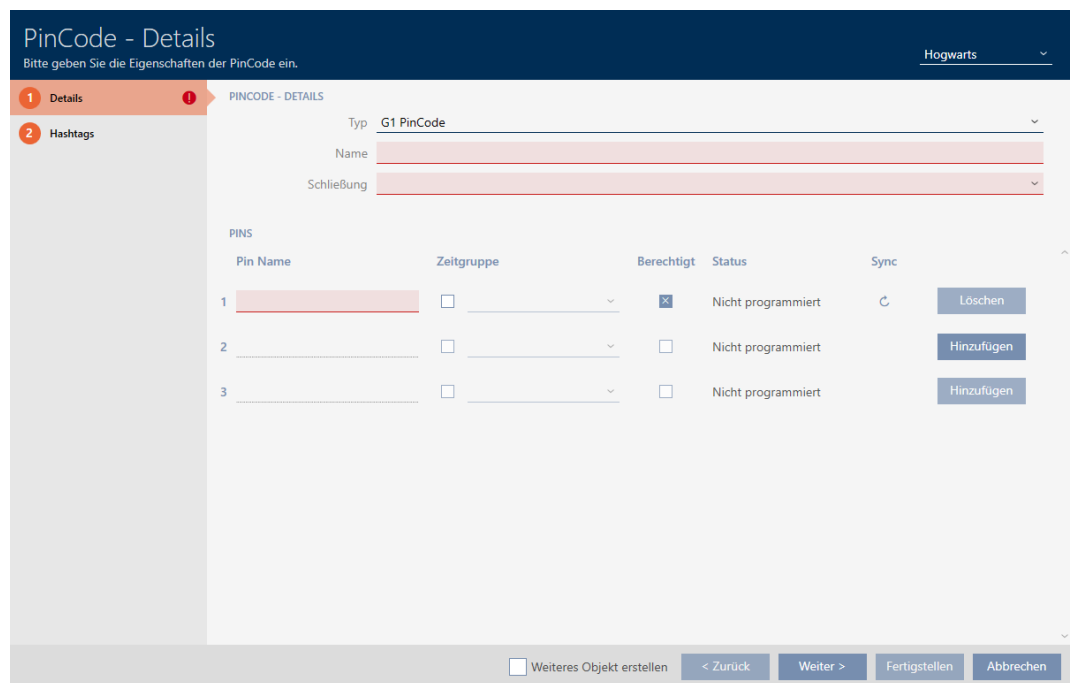 PinCode - Details
Bitte geben Sie die Eigenschaften der PinCode ein.
Hogwarts
1 Details !
2 Hashtags
PINCODE - DETAILS
Typ G1 PinCode
Name
Schließung
PINS
Pin Name Zeitgruppe Berechtigt Status Sync
1 Nicht programmiert Löschen
2 Nicht programmiert Hinzufügen
3 Nicht programmiert Hinzufügen
Weiteres Objekt erstellen < Zurück Weiter > Fertigstellen Abbrechen